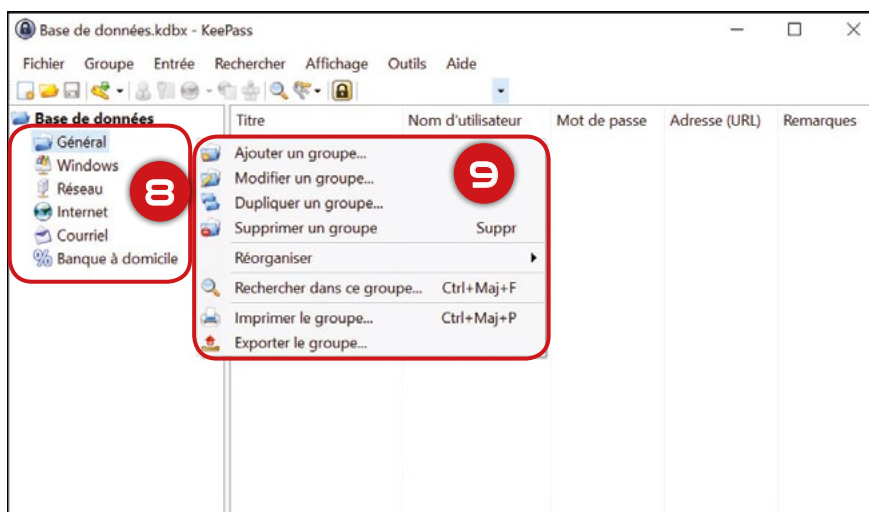 Base de données.kdbx - KeePass
Fichier Groupe Entrée Rechercher Affichage Outils Aide
Base de données
Général
Windows
Réseau
Internet
Courriel
Banque à domicile
8
Titre Nom d'utilisateur Mot de passe Adresse (URL) Remarques
Ajouter un groupe...
Modifier un groupe...
Dupliquer un groupe...
Supprimer un groupe Suppr
Réorganiser
Rechercher dans ce groupe... Ctrl+Maj+F
Imprimer le groupe... Ctrl+Maj+P
Exporter le groupe...
9